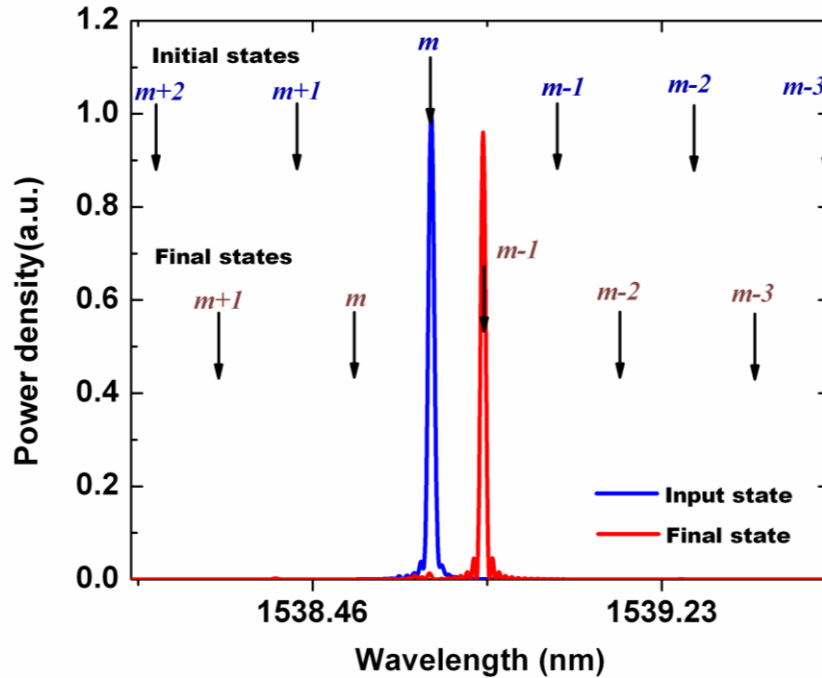 1.2
Initial states
m
m+2
m+1
m-1
m-2
m-3
1.0
0.8
Final states
m-1
0.6
m+1
m
m-2
m-3
0.4
0.2
Input state
Final state
0.0
1538.46
1539.23
Wavelength (nm)
Power density(a.u.)